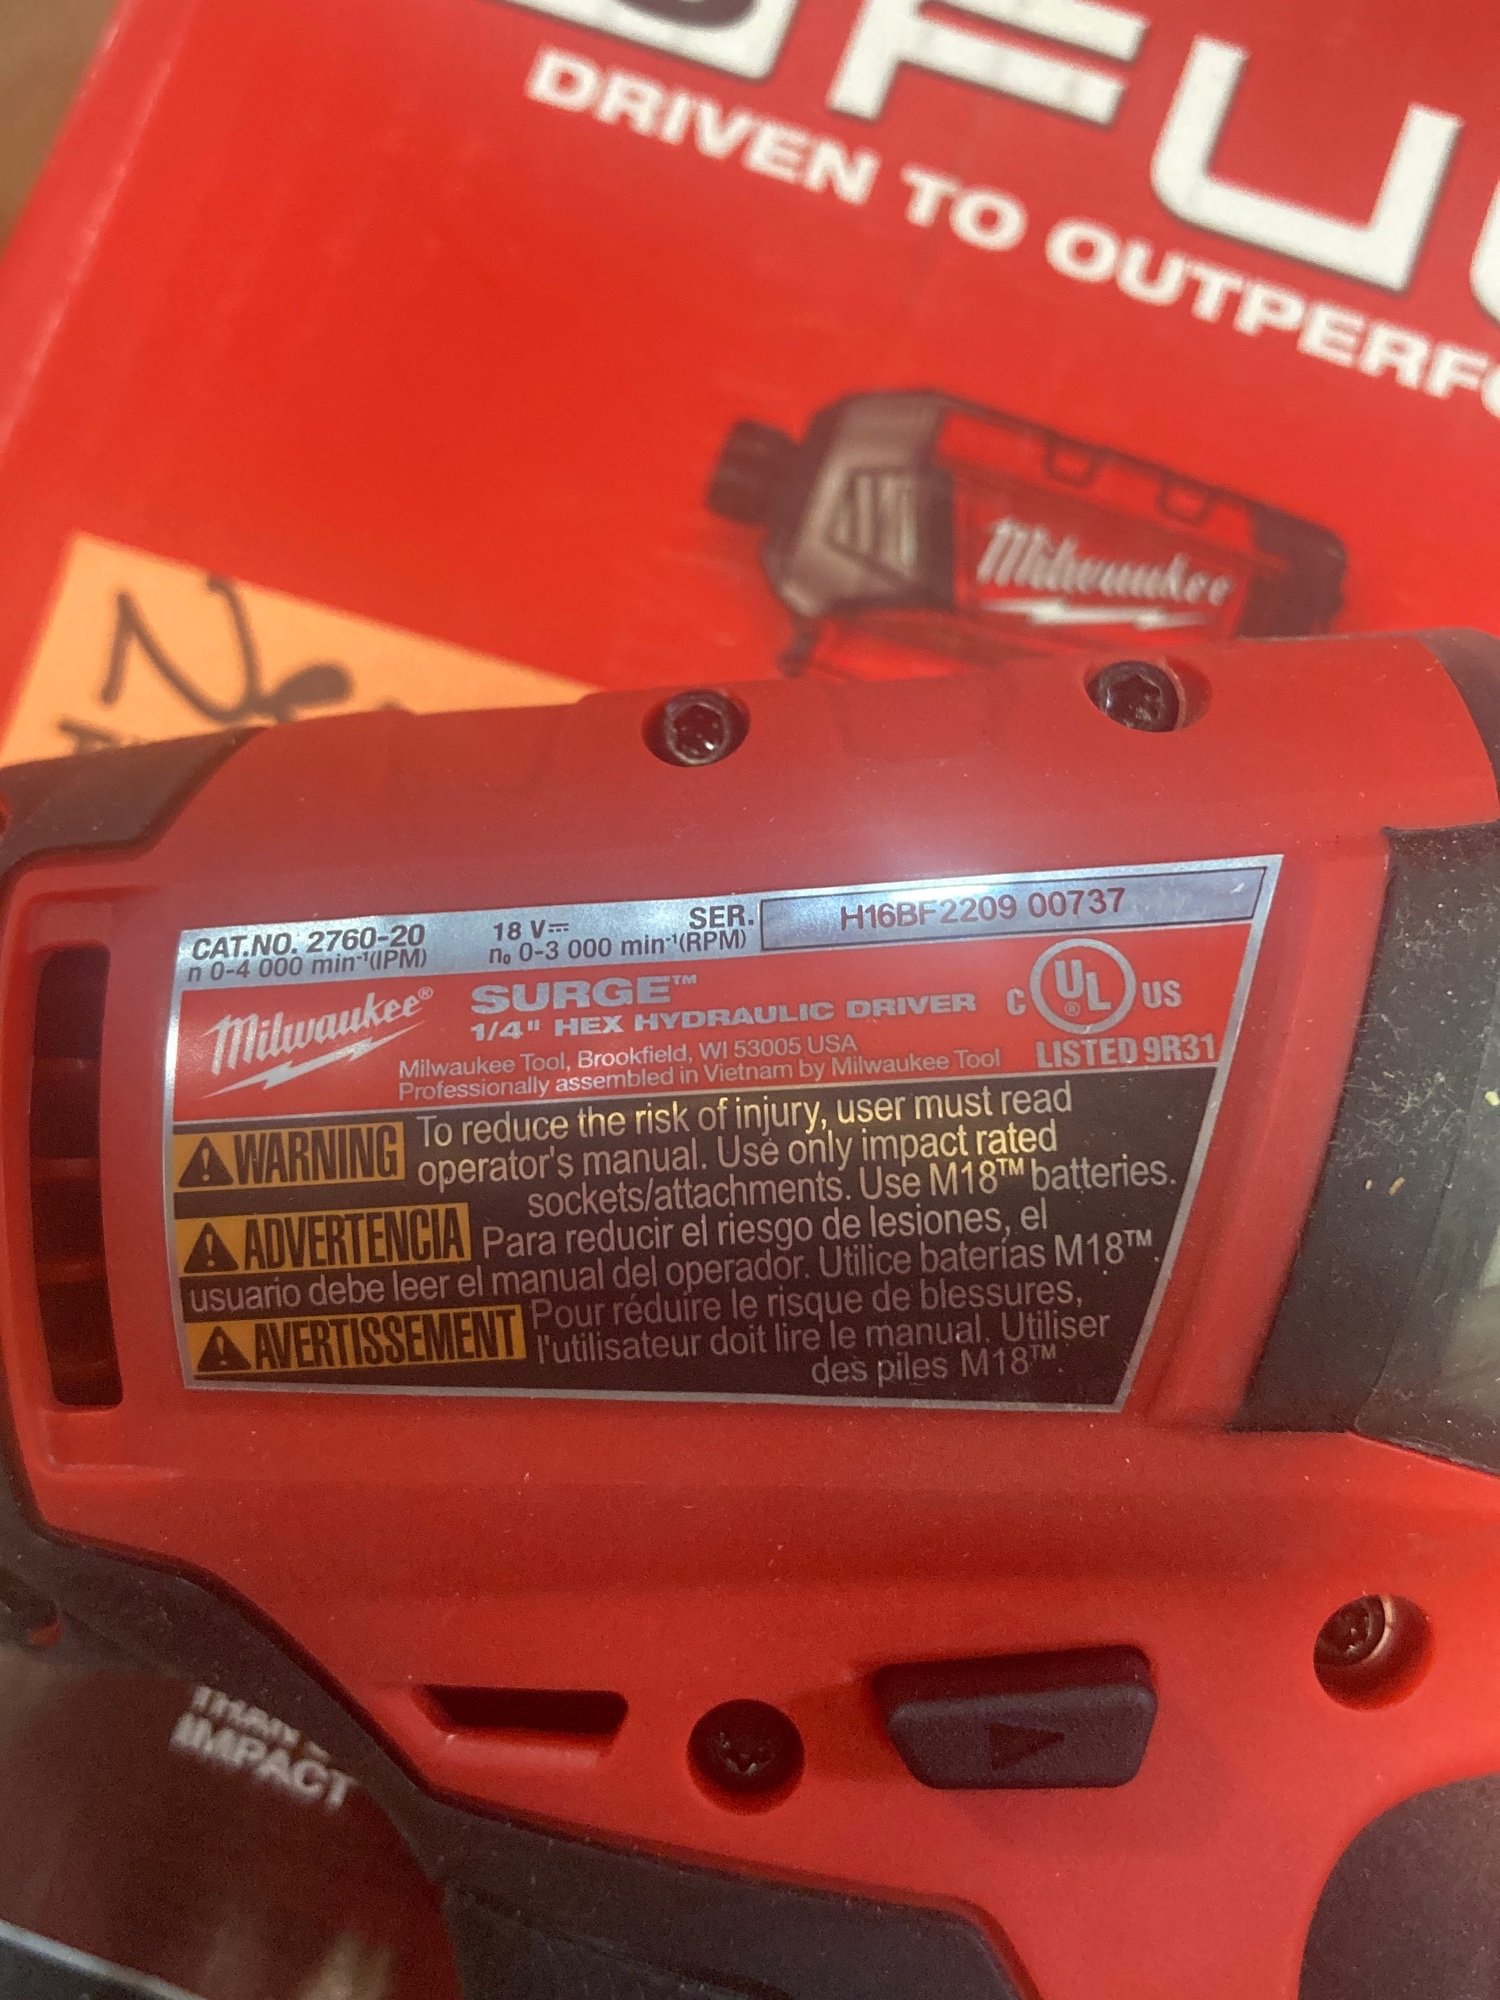 FU
DRIVEN TO OUTPERFO
Milwaukee
CAT.NO. 2760-20 18 V⎓ SER. H16BF2209 00737
n 0-4 000 min⁻¹(IPM) n₀ 0-3 000 min⁻¹(RPM)
Milwaukee®
SURGE™
1/4" HEX HYDRAULIC DRIVER
C UL® US
LISTED 9R31
Milwaukee Tool, Brookfield, WI 53005 USA
Professionally assembled in Vietnam by Milwaukee Tool
WARNING To reduce the risk of injury, user must read
operator's manual. Use only impact rated
sockets/attachments. Use M18™ batteries.
ADVERTENCIA Para reducir el riesgo de lesiones, el
usuario debe leer el manual del operador. Utilice baterías M18™.
AVERTISSEMENT Pour réduire le risque de blessures,
l'utilisateur doit lire le manual. Utiliser
des piles M18™.
IMPACT